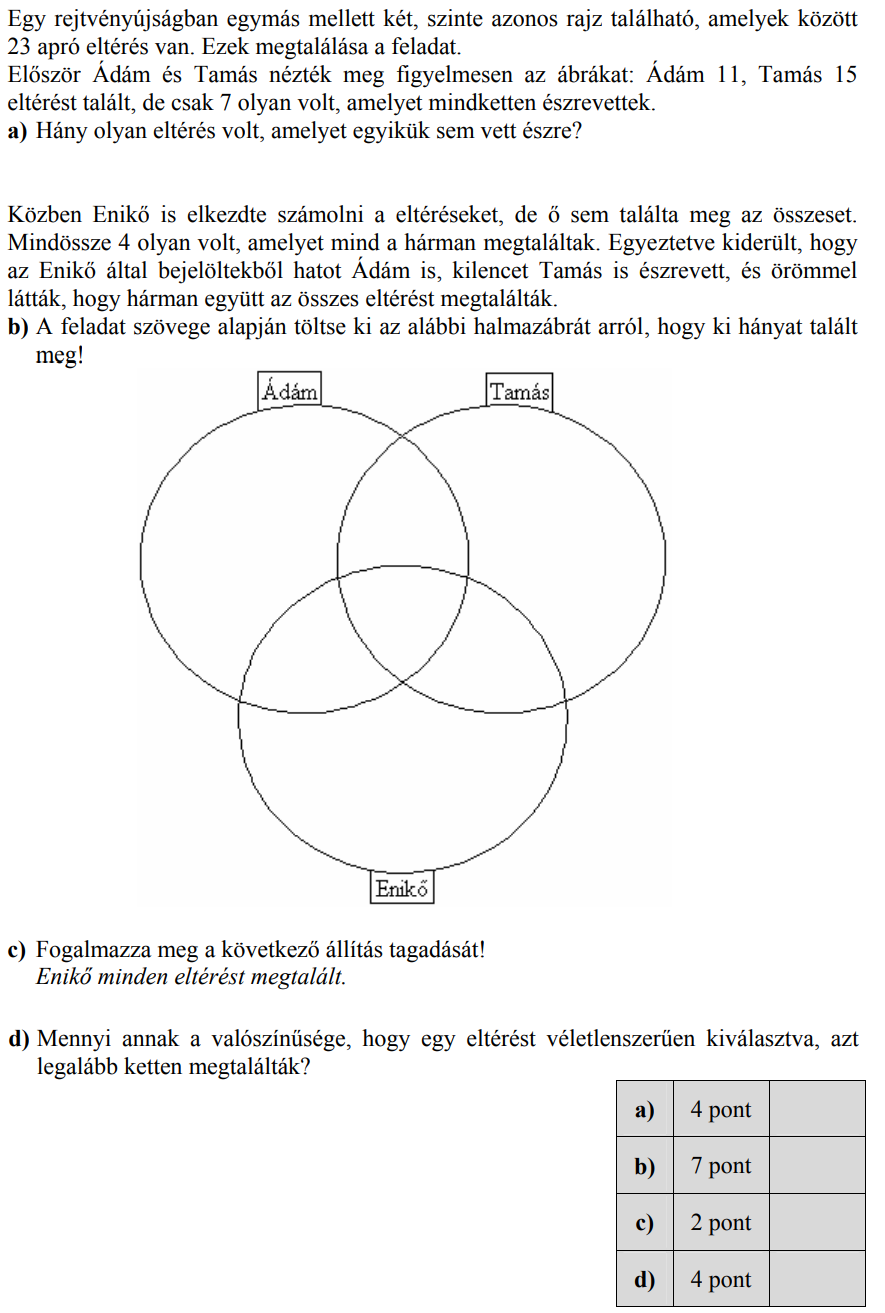 Egy rejtvényújságban egymás mellett két, szinte azonos rajz található, amelyek között
23 apró eltérés van. Ezek megtalálása a feladat.
Először Ádám és Tamás nézték meg figyelmesen az ábrákat: Ádám 11, Tamás 15
eltérést talált, de csak 7 olyan volt, amelyet mindketten észrevettek.
a) Hány olyan eltérés volt, amelyet egyikük sem vett észre?
Közben Enikő is elkezdte számolni a eltéréseket, de ő sem találta meg az összeset.
Mindössze 4 olyan volt, amelyet mind a hárman megtaláltak. Egyeztetve kiderült, hogy
az Enikő által bejelöltekből hatot Ádám is, kilencet Tamás is észrevett, és örömmel
látták, hogy hárman együtt az összes eltérést megtalálták.
b) A feladat szövege alapján töltse ki az alábbi halmazábrát arról, hogy ki hányat talált
meg!
Ádám
Tamás
Enikő
c) Fogalmazza meg a következő állítás tagadását!
Enikő minden eltérést megtalált.
d) Mennyi annak a valószínűsége, hogy egy eltérést véletlenszerűen kiválasztva, azt
legalább ketten megtalálták?
a) 4 pont
b) 7 pont
c) 2 pont
d) 4 pont